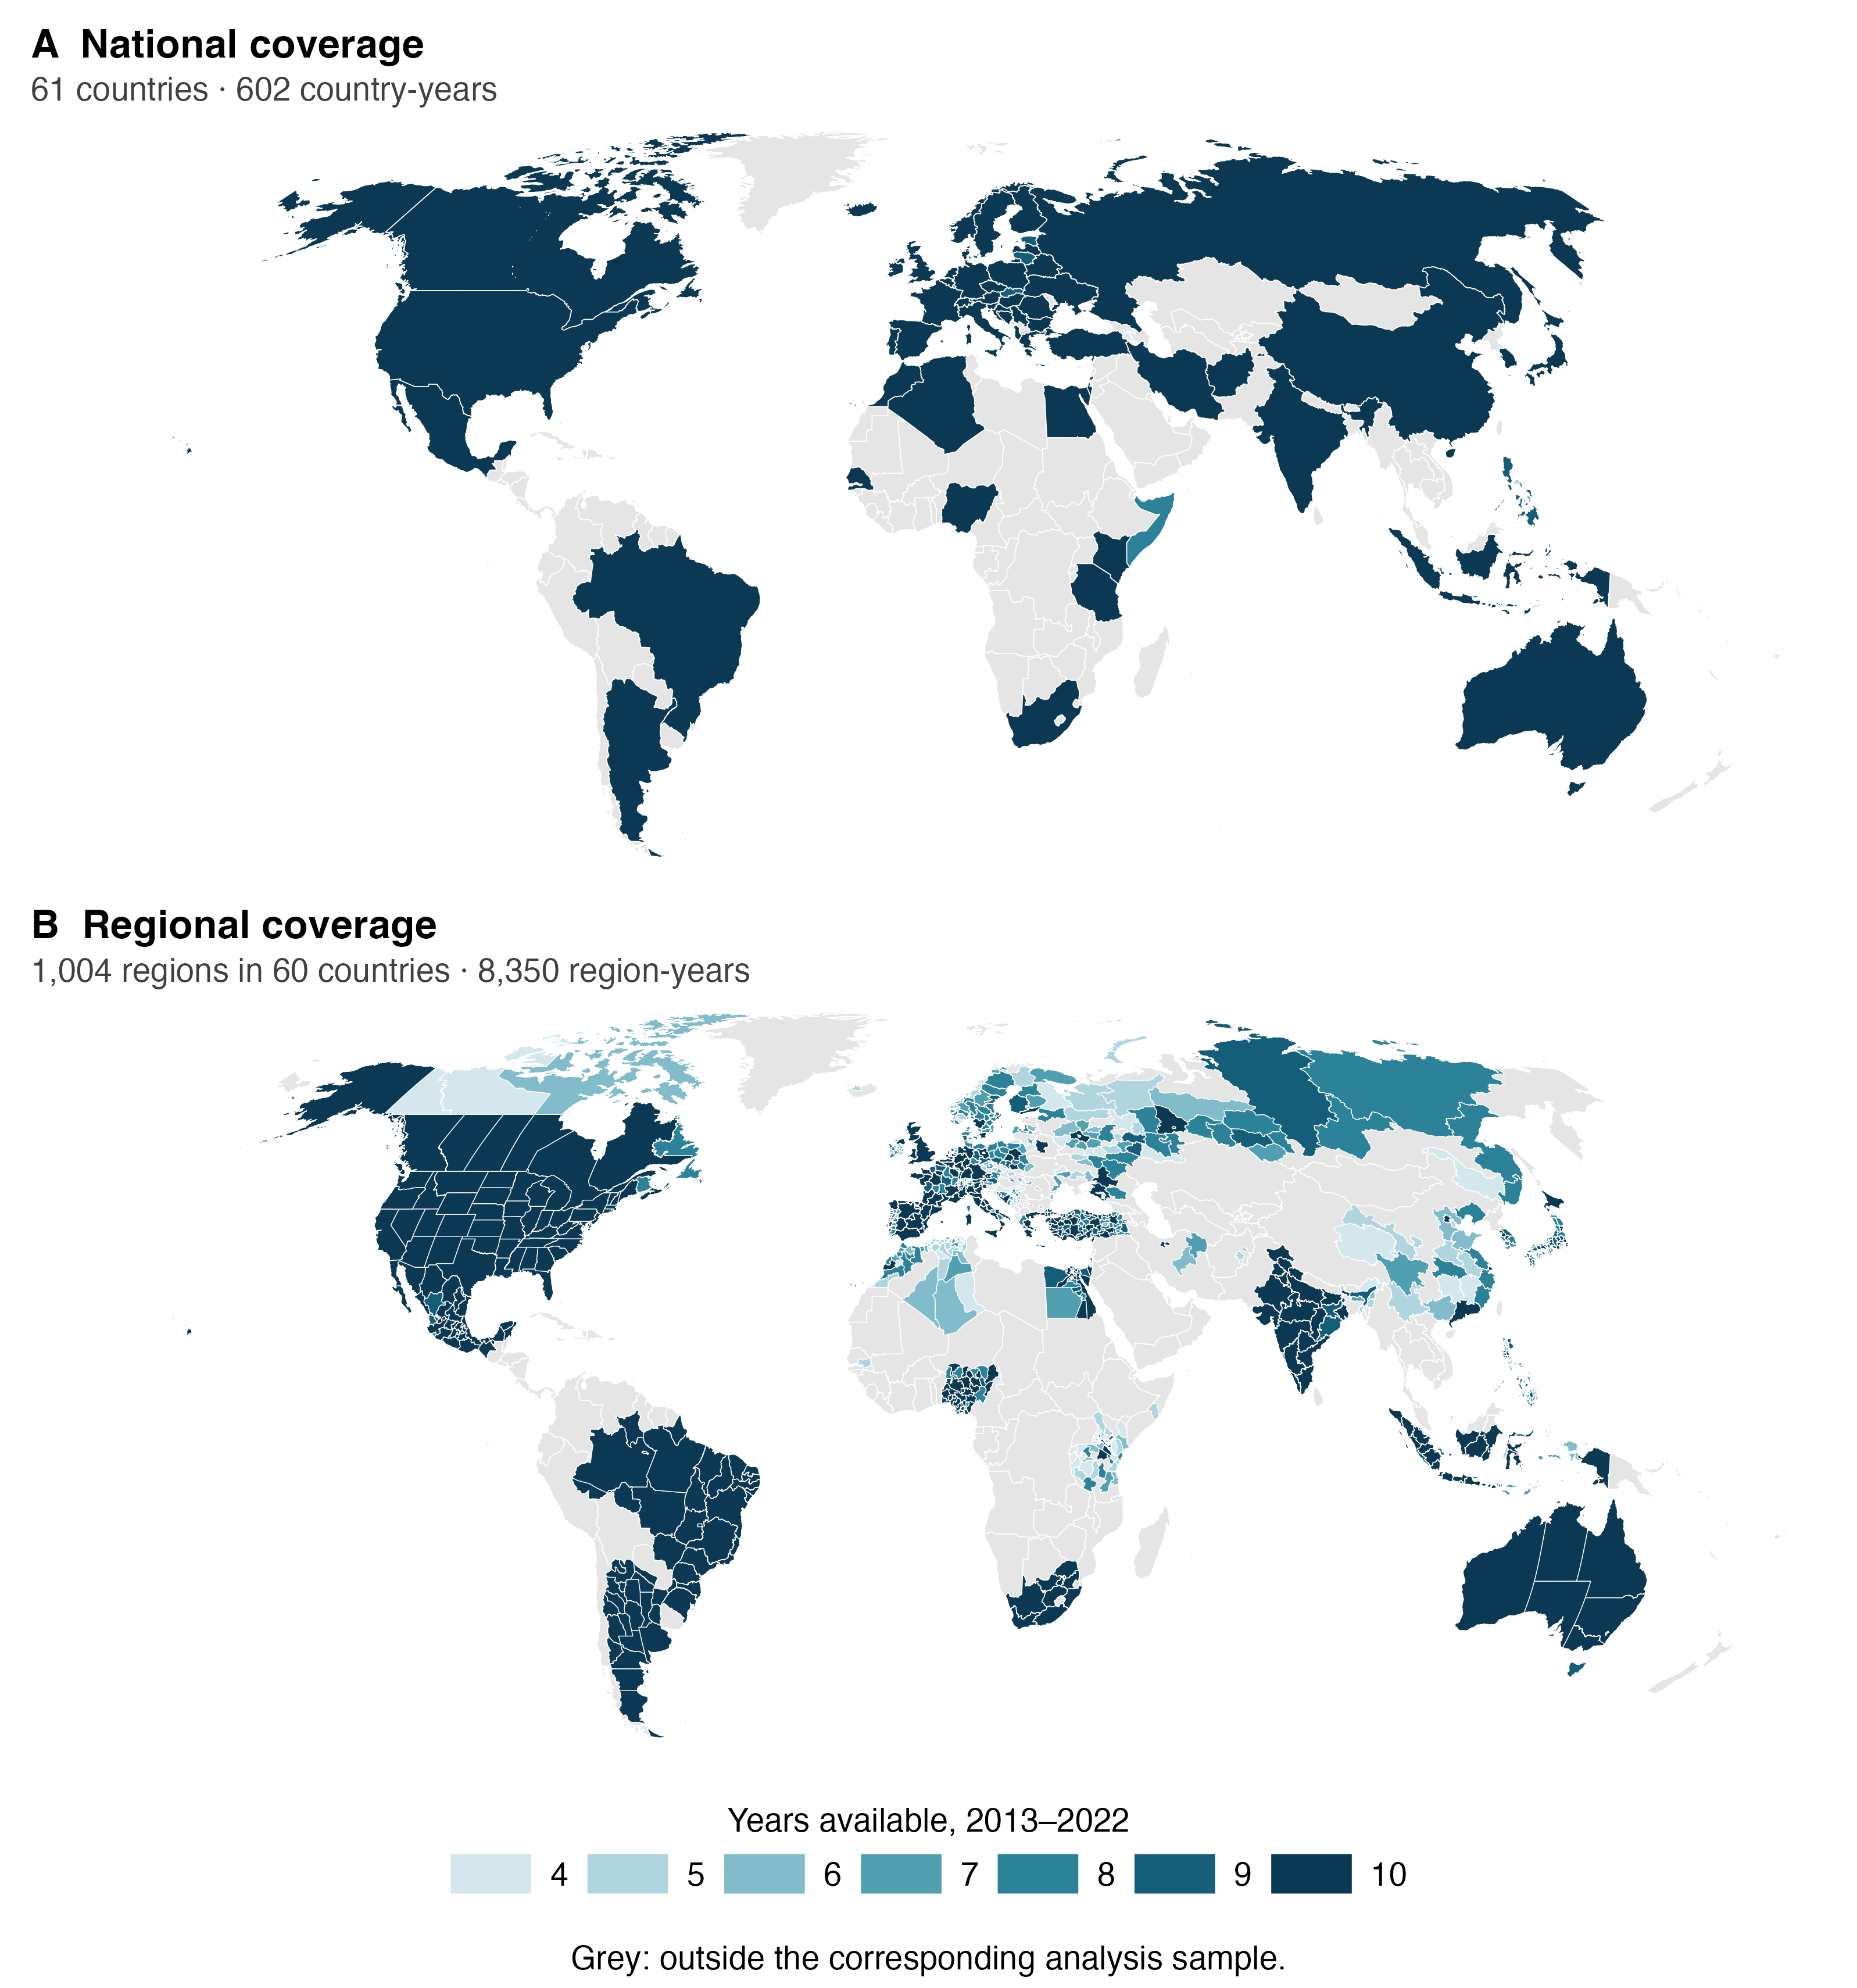 A National coverage
61 countries · 602 country-years
B Regional coverage
1,004 regions in 60 countries · 8,350 region-years
Years available, 2013–2022
4 5 6 7 8 9 10
Grey: outside the corresponding analysis sample.